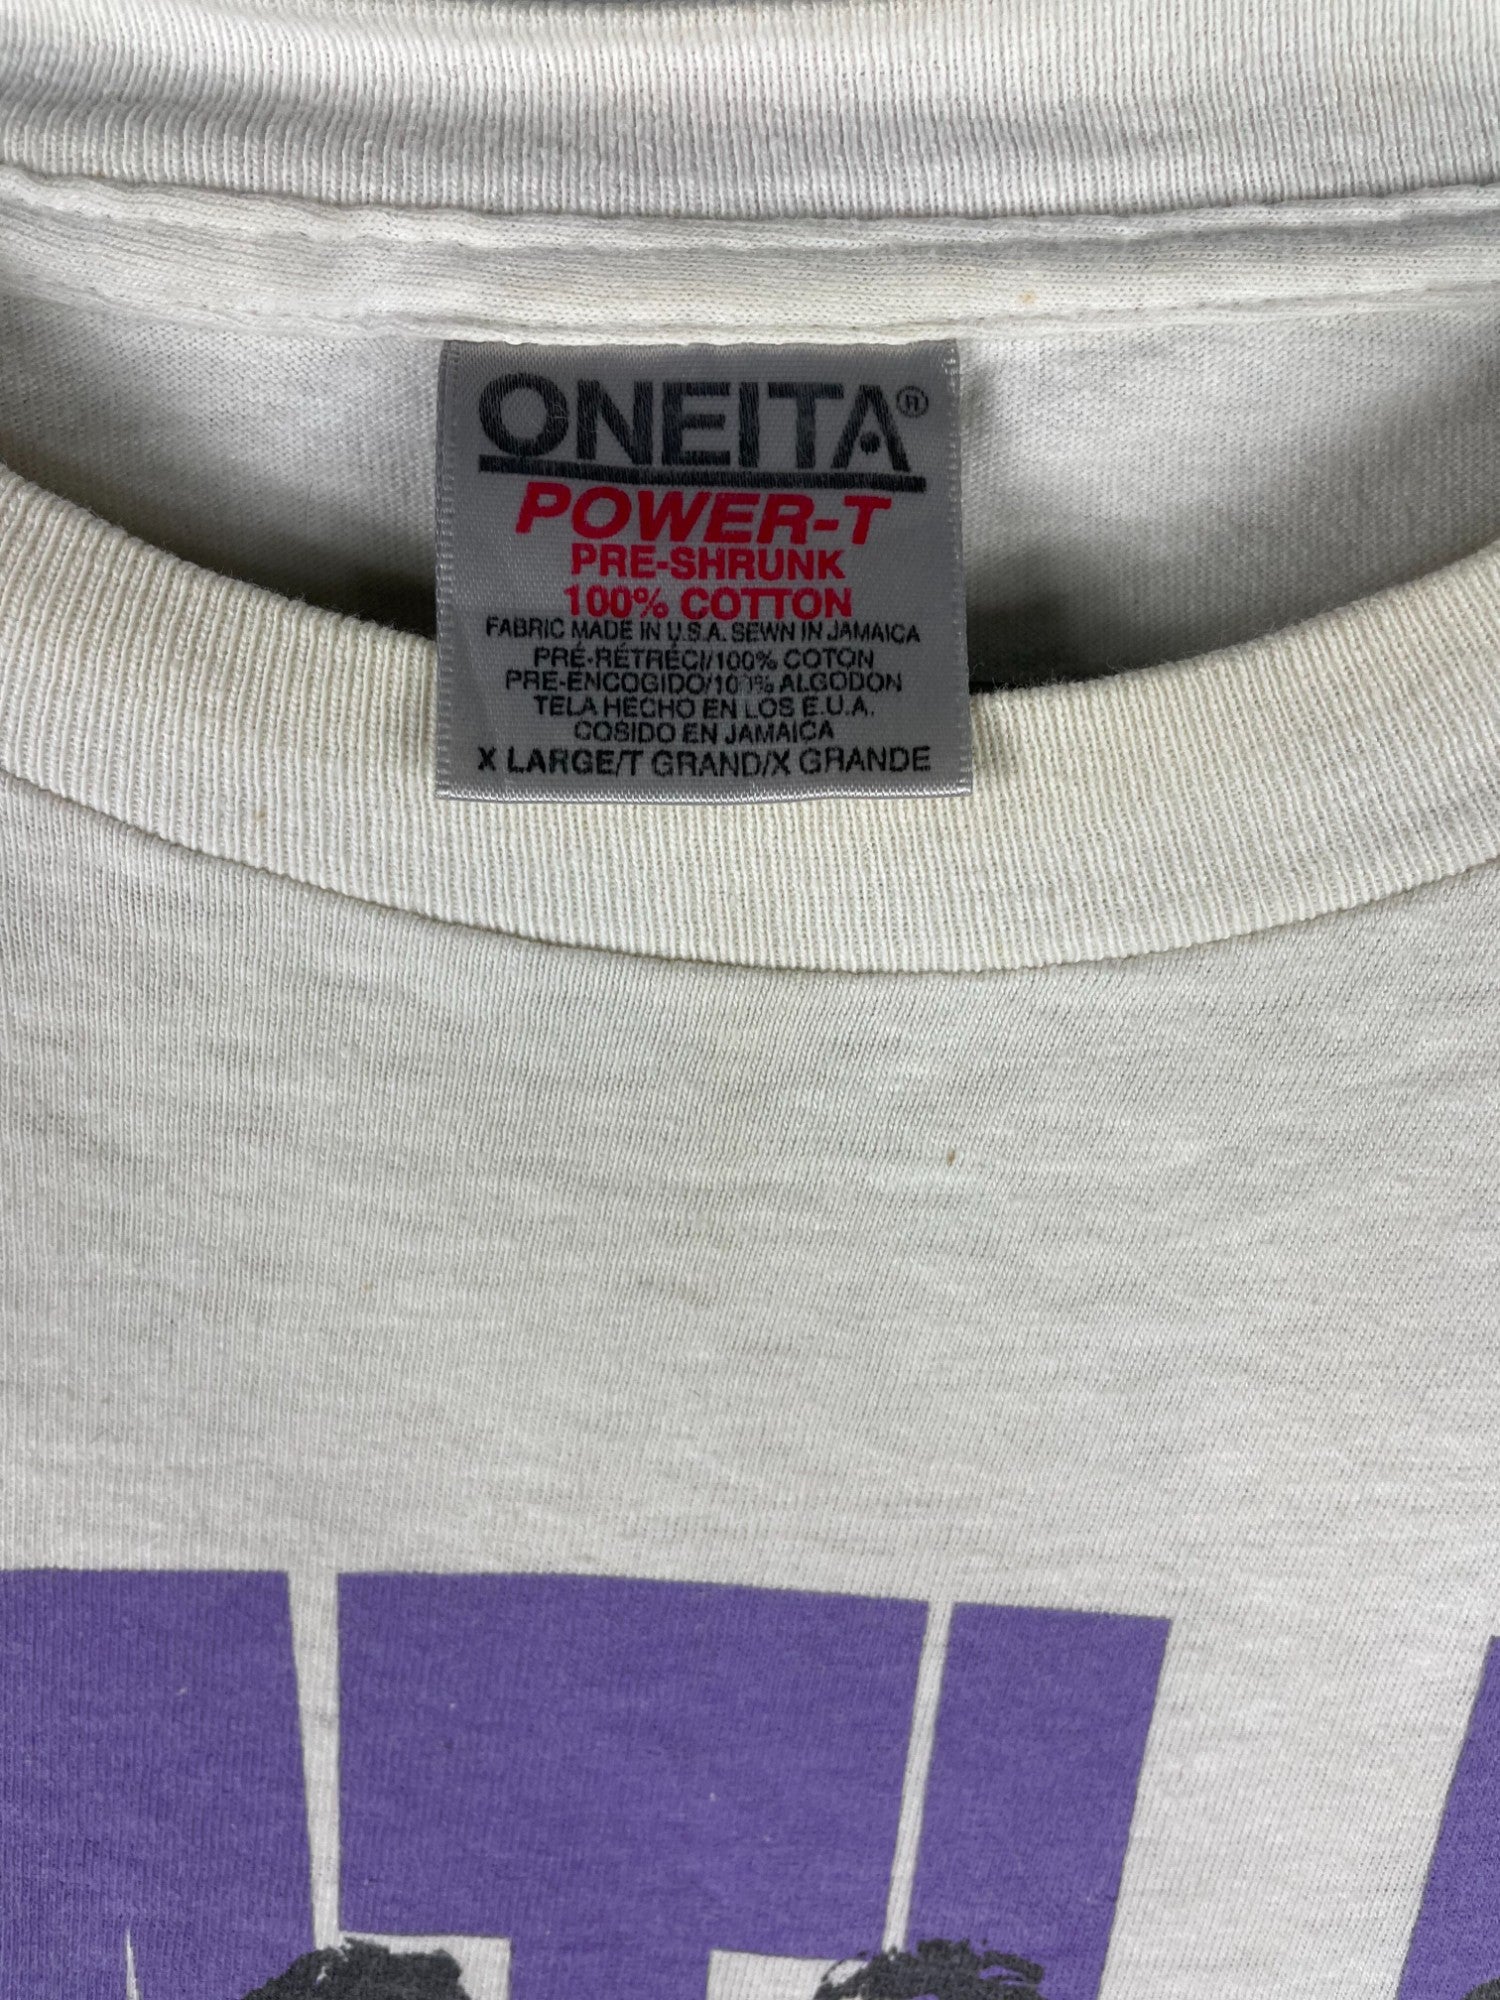 ONEITA®
POWER-T
PRE-SHRUNK
100% COTTON
FABRIC MADE IN U.S.A. SEWN IN JAMAICA
PRÉ-RÉTRÉCI/100% COTON
PRE-ENCOGIDO/100% ALGODON
TELA HECHO EN LOS E.U.A.
COSIDO EN JAMAICA
X LARGE/T GRAND/X GRANDE